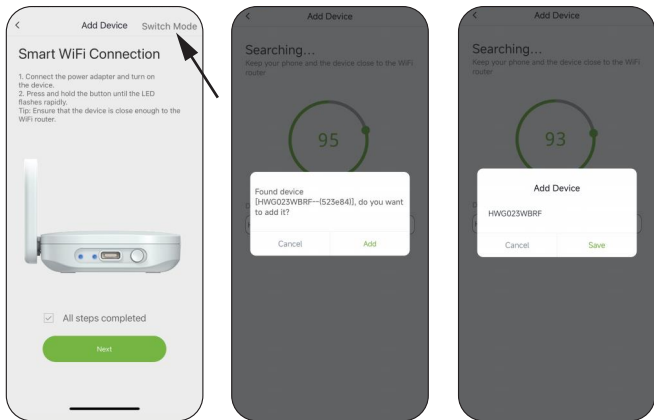 Add Device
Switch Mode
Smart WiFi Connection
1. Connect the power adapter and turn on
the device.
2. Press and hold the button until the LED
flashes rapidly.
Tip: Ensure that the device is close enough to the
WiFi router.
All steps completed
Next
Add Device
Searching...
Keep your phone and the device close to the WiFi
router
95
Found device
[HWG023WBRF--(523e84)], do you want
to add it?
Cancel
Add
Add Device
Searching...
Keep your phone and the device close to the WiFi
router
93
Add Device
HWG023WBRF
Cancel
Save